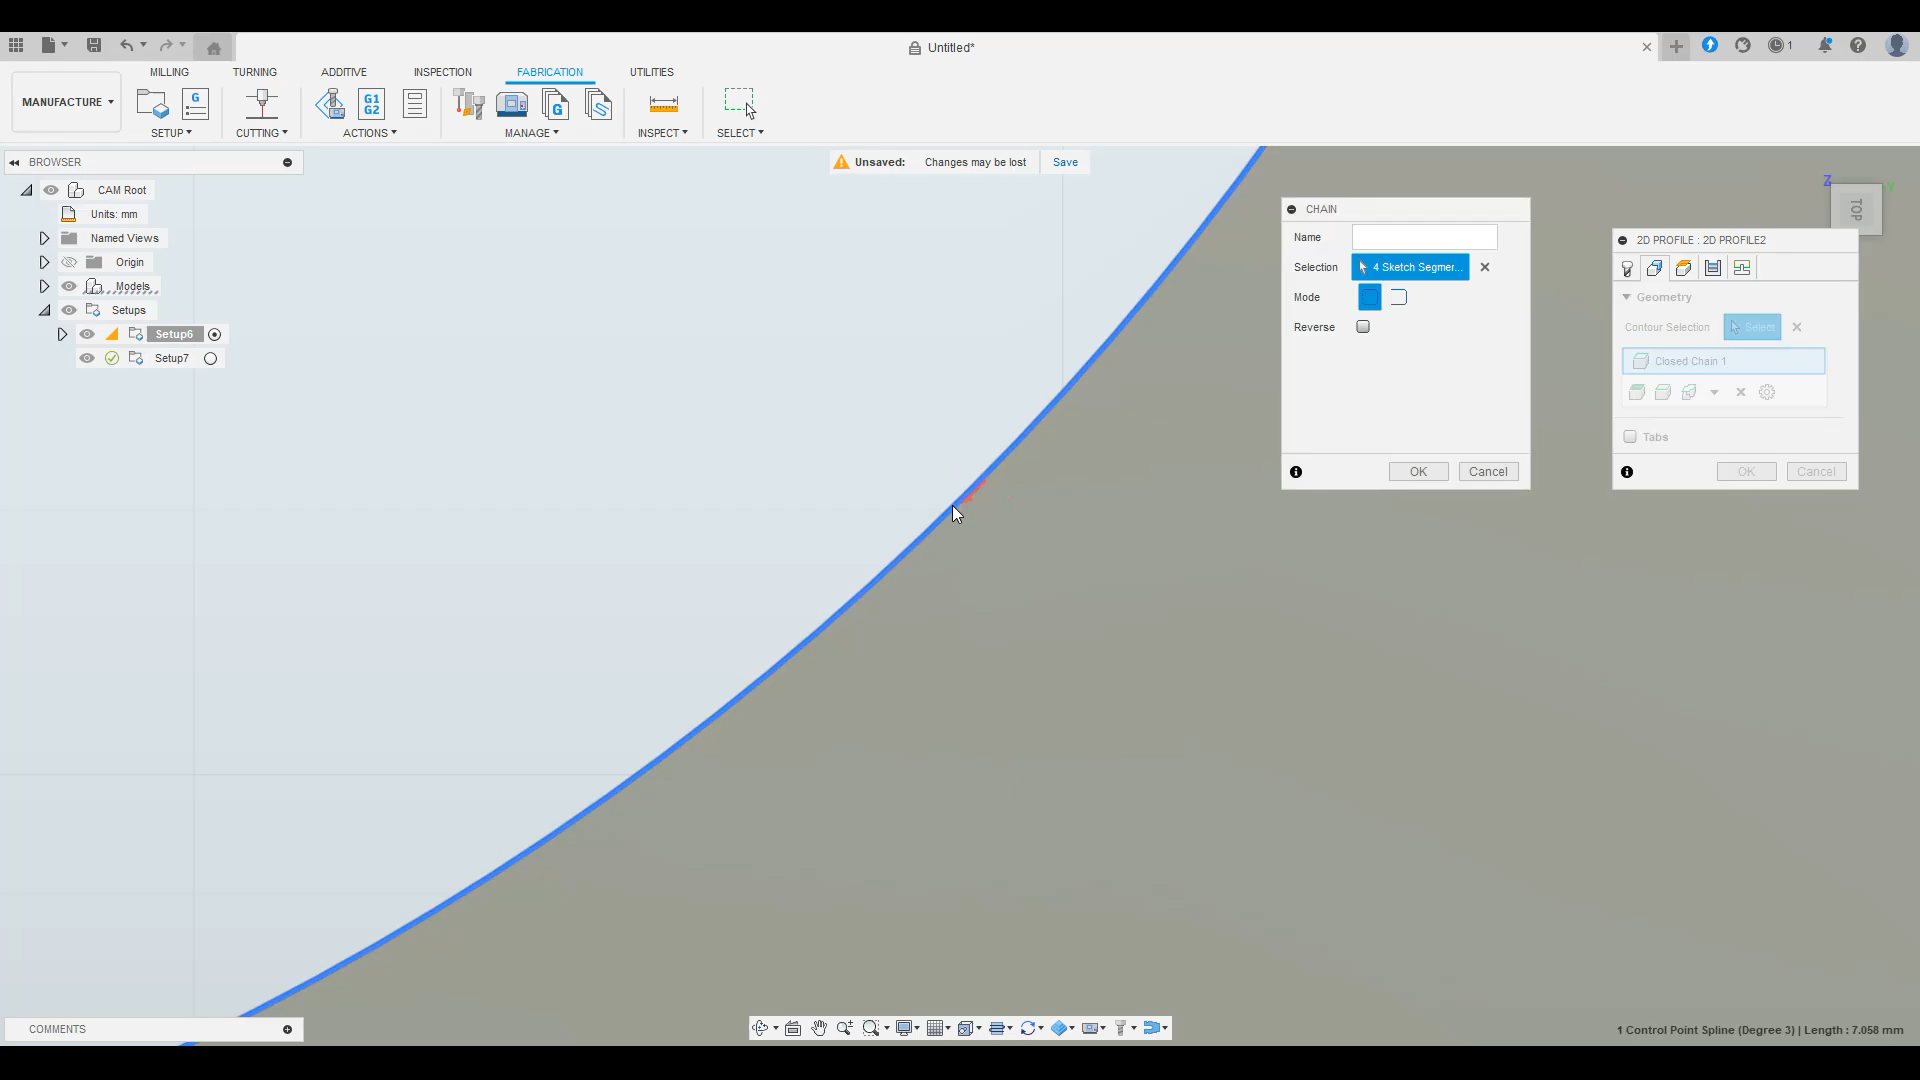 Untitled*
1
MANUFACTURE
MILLING
TURNING
ADDITIVE
INSPECTION
FABRICATION
UTILITIES
G
G1
G2
G
SETUP
CUTTING
ACTIONS
MANAGE
INSPECT
SELECT
BROWSER
Unsaved: Changes may be lost Save
CAM Root
Units: mm
Named Views
Origin
Models
Setups
Setup6
Setup7
Z
Y
TOP
CHAIN
Name
Selection 4 Sketch Segmer...
Mode
Reverse
OK Cancel
2D PROFILE : 2D PROFILE2
Geometry
Contour Selection Select
Closed Chain 1
Tabs
OK Cancel
COMMENTS
1 Control Point Spline (Degree 3) | Length : 7.058 mm